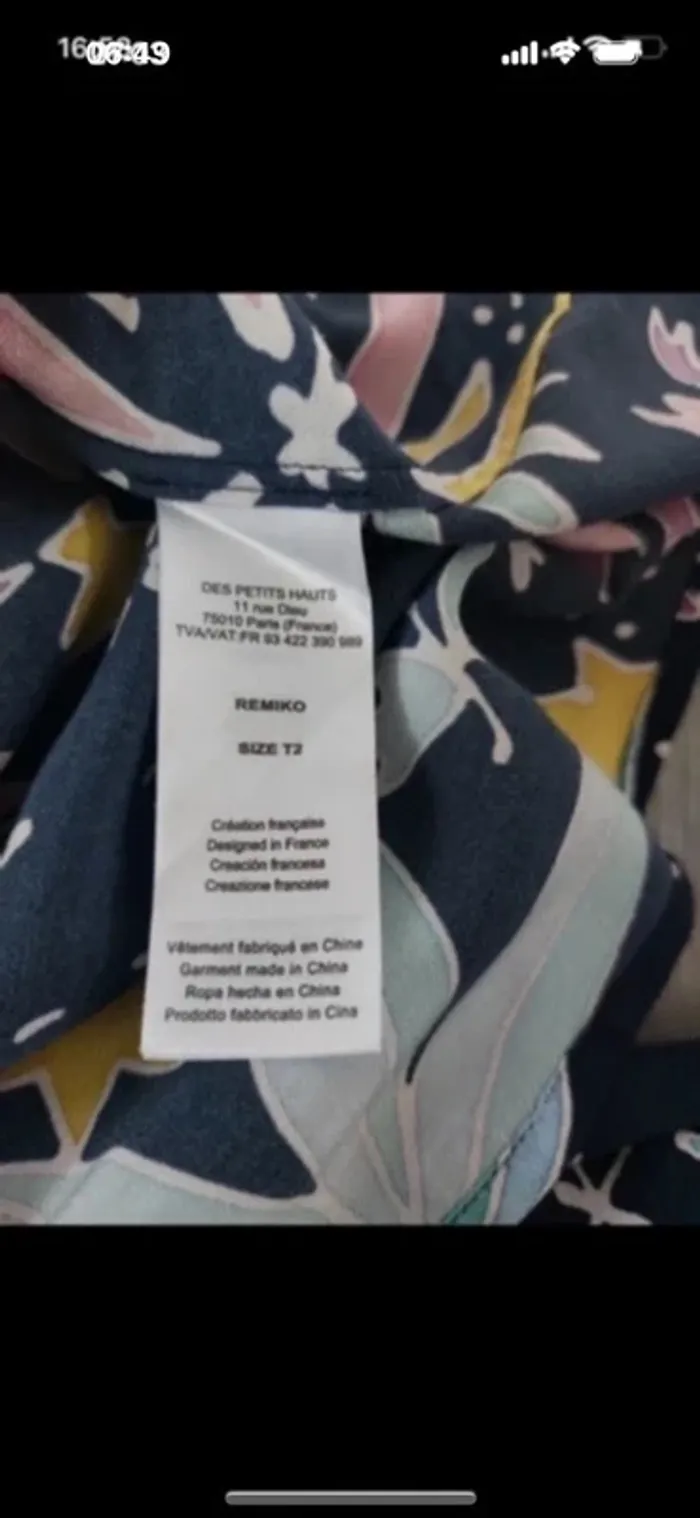 06:49
DES PETITS HAUTS
11 rue Dieu
75010 Paris (France)
TVA/VAT:FR 93 422 390 989
REMIKO
SIZE T2
Création française
Designed in France
Creación francesa
Creazione francese
Vêtement fabriqué en Chine
Garment made in China
Ropa hecha en China
Prodotto fabbricato in Cina